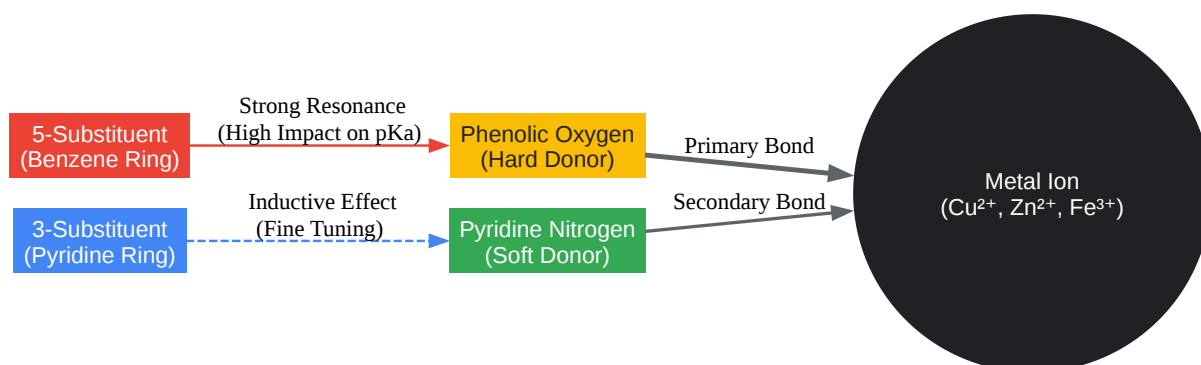 5-Substituent
(Benzene Ring)
Strong Resonance
(High Impact on pKa)
Phenolic Oxygen
(Hard Donor)
Primary Bond
3-Substituent
(Pyridine Ring)
Inductive Effect
(Fine Tuning)
Pyridine Nitrogen
(Soft Donor)
Secondary Bond
Metal Ion
(Cu²⁺, Zn²⁺, Fe³⁺)